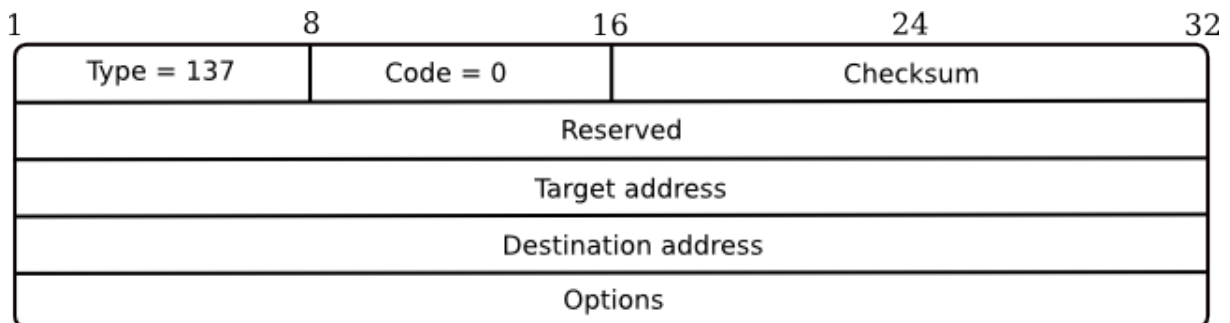 1 8 16 24 32
Type = 137 Code = 0 Checksum
Reserved
Target address
Destination address
Options